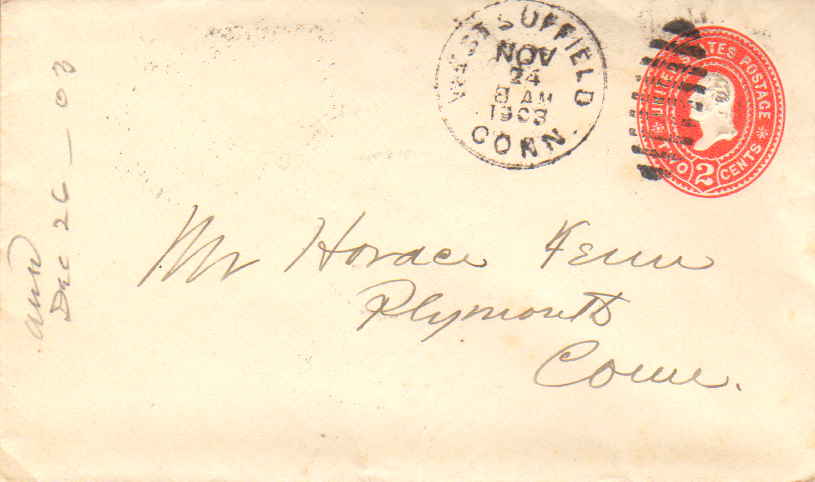 WEST SUFFIELD
NOV
24
8 AM
1903
CONN.
UNITED STATES POSTAGE
TWO 2 CENTS
Mr Horace Fenn
Plymouth
Conn.
Dec 26 — 03